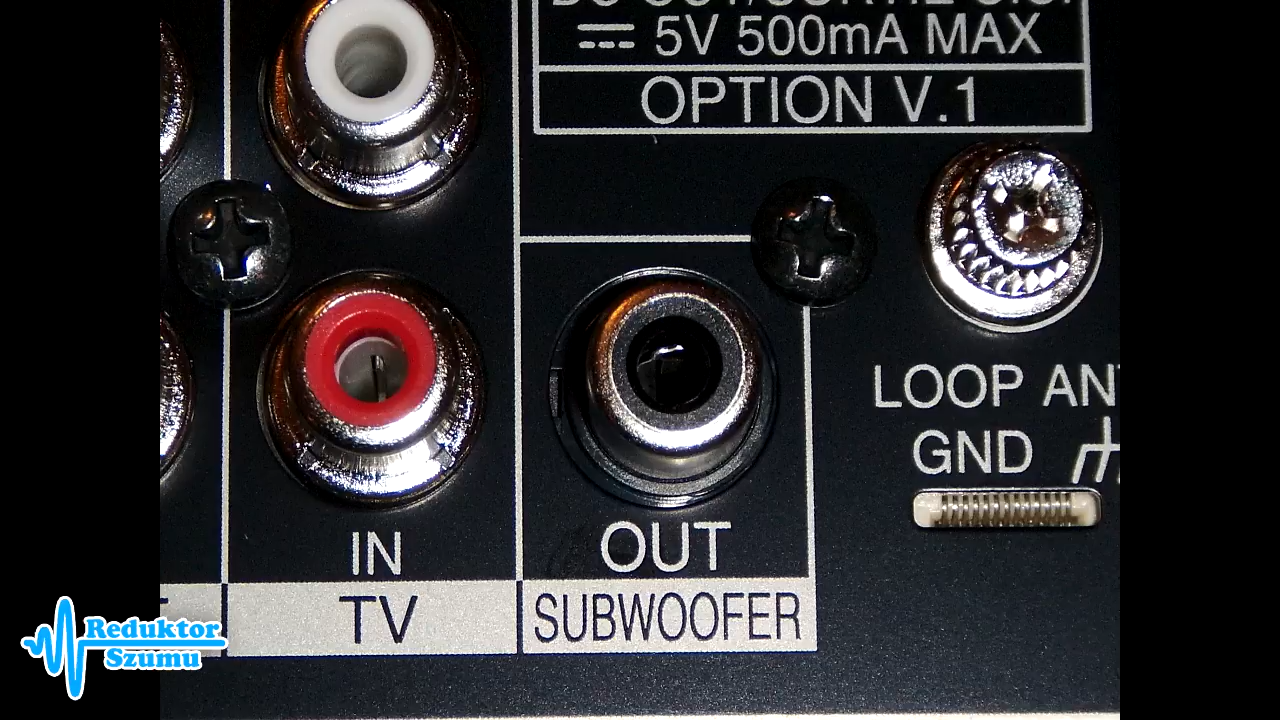 5V 500mA MAX
OPTION V.1
LOOP ANT
GND
IN
OUT
TV
SUBWOOFER
Reduktor
Szumu